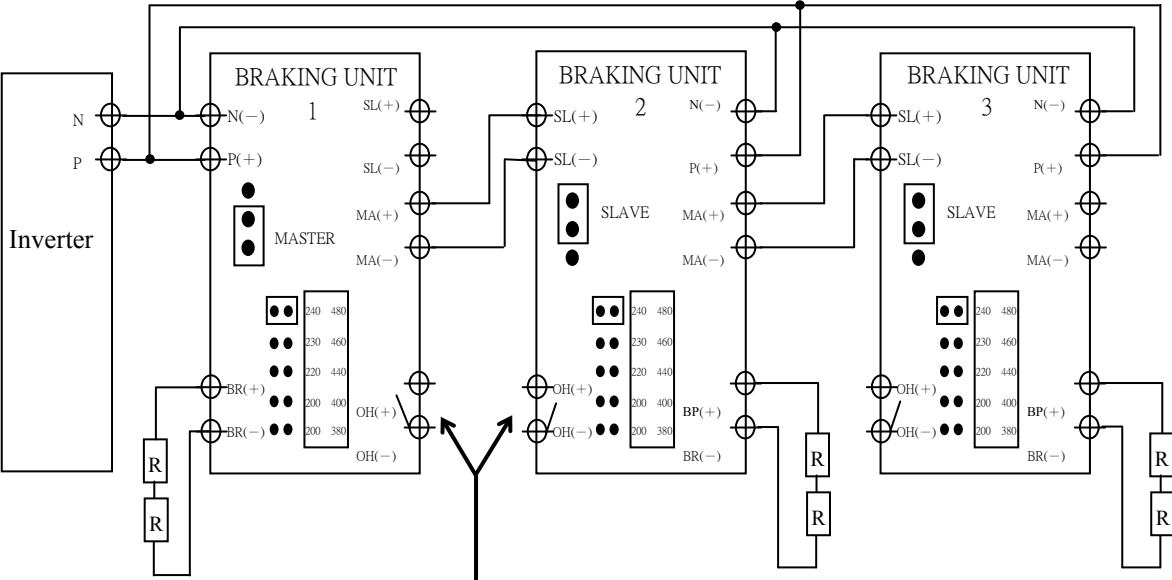 Inverter
N
P
BRAKING UNIT
1
N(−)
P(+)
SL(+)
SL(−)
MA(+)
MA(−)
MASTER
240 480
230 460
220 440
200 400
200 380
BR(+)
BR(−)
OH(+)
OH(−)
R
R
BRAKING UNIT
2
SL(+)
SL(−)
N(−)
P(+)
MA(+)
MA(−)
SLAVE
240 480
230 460
220 440
200 400
200 380
OH(+)
OH(−)
BP(+)
BR(−)
R
R
BRAKING UNIT
3
SL(+)
SL(−)
N(−)
P(+)
MA(+)
MA(−)
SLAVE
240 480
230 460
220 440
200 400
200 380
OH(+)
OH(−)
BP(+)
BR(−)
R
R